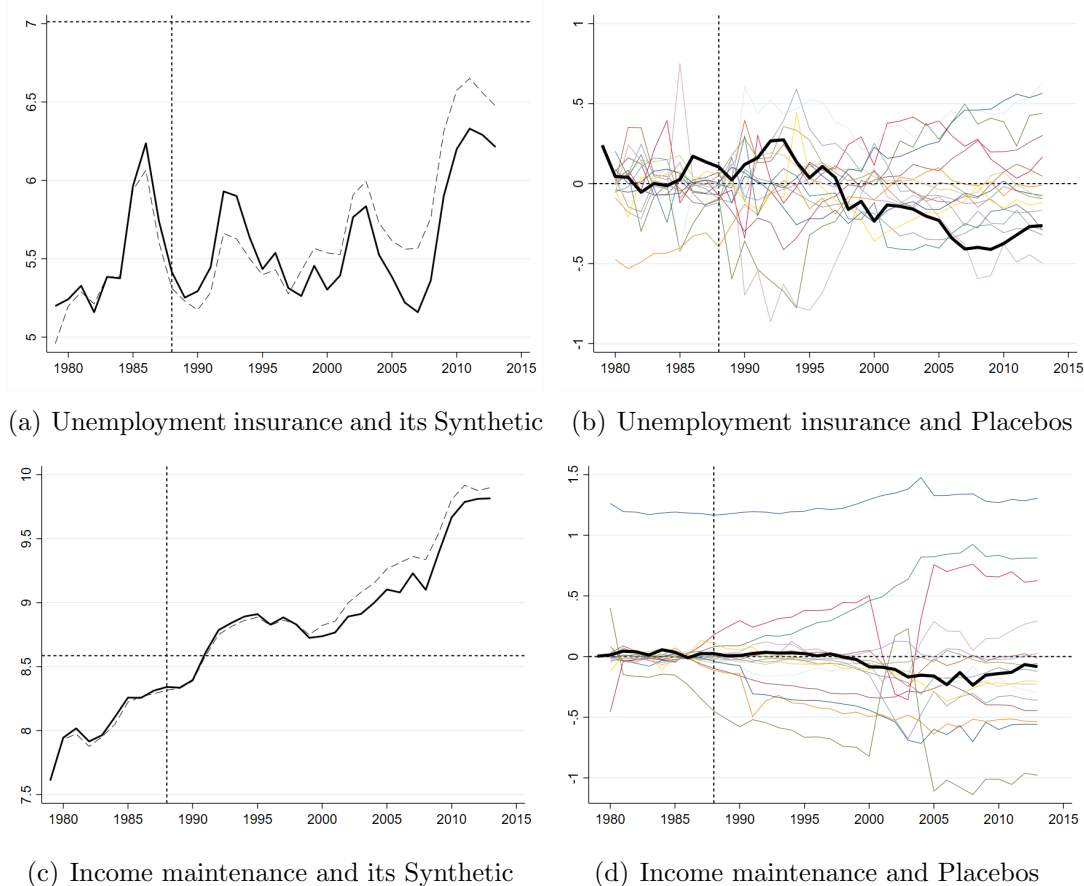 7
6.5
6
5.5
5
1980 1985 1990 1995 2000 2005 2010 2015
1
.5
0
-.5
-1
1980 1985 1990 1995 2000 2005 2010 2015
(a) Unemployment insurance and its Synthetic
(b) Unemployment insurance and Placebos
10
9.5
9
8.5
8
7.5
1980 1985 1990 1995 2000 2005 2010 2015
1.5
1
.5
0
-.5
-1
1980 1985 1990 1995 2000 2005 2010 2015
(c) Income maintenance and its Synthetic
(d) Income maintenance and Placebos